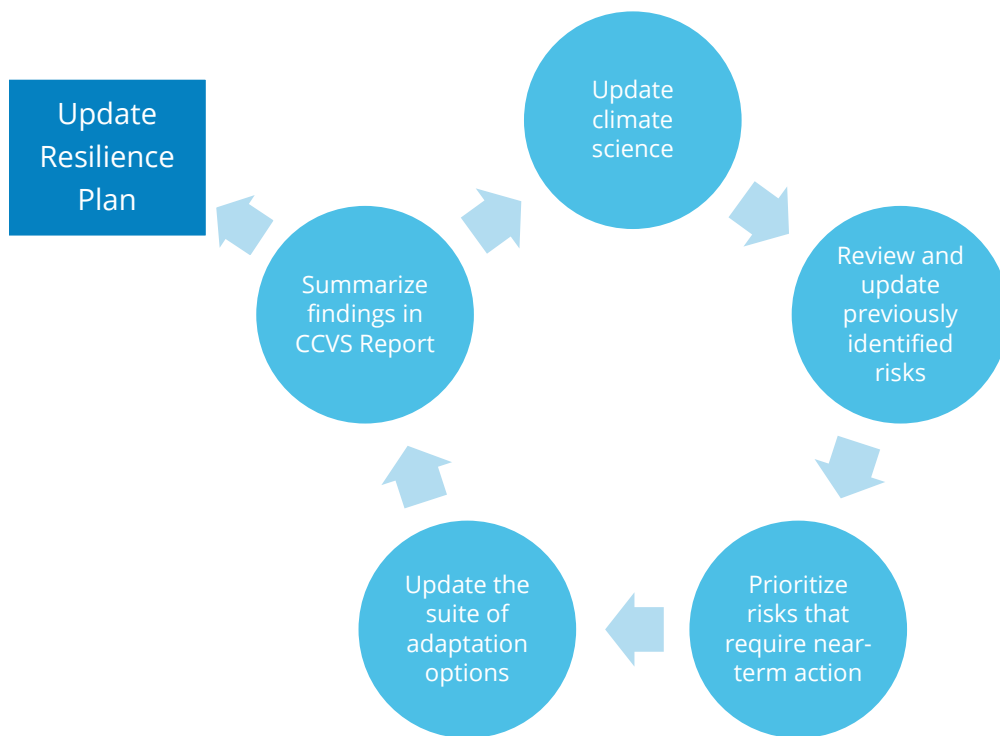 Update
Resilience
Plan
Update
climate
science
Review and
update
previously
identified
risks
Prioritize
risks that
require near-
term action
Update the
suite of
adaptation
options
Summarize
findings in
CCVS Report